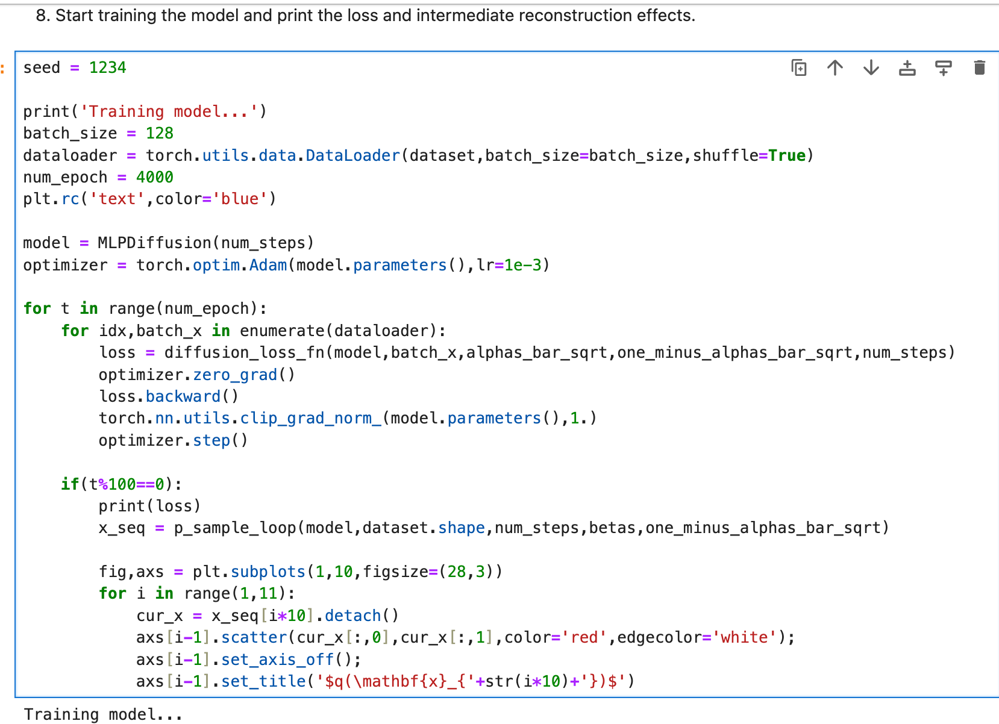 8. Start training the model and print the loss and intermediate reconstruction effects.
:
seed = 1234
print('Training model...')
batch_size = 128
dataloader = torch.utils.data.DataLoader(dataset,batch_size=batch_size,shuffle=True)
num_epoch = 4000
plt.rc('text',color='blue')
model = MLPDiffusion(num_steps)
optimizer = torch.optim.Adam(model.parameters(),lr=1e-3)
for t in range(num_epoch):
    for idx,batch_x in enumerate(dataloader):
        loss = diffusion_loss_fn(model,batch_x,alphas_bar_sqrt,one_minus_alphas_bar_sqrt,num_steps)
        optimizer.zero_grad()
        loss.backward()
        torch.nn.utils.clip_grad_norm_(model.parameters(),1.)
        optimizer.step()
    if(t%100==0):
        print(loss)
        x_seq = p_sample_loop(model,dataset.shape,num_steps,betas,one_minus_alphas_bar_sqrt)
        fig,axs = plt.subplots(1,10,figsize=(28,3))
        for i in range(1,11):
            cur_x = x_seq[i*10].detach()
            axs[i-1].scatter(cur_x[:,0],cur_x[:,1],color='red',edgecolor='white');
            axs[i-1].set_axis_off();
            axs[i-1].set_title('$q(\mathbf{x}_{'+str(i*10)+'})$')
Training model...